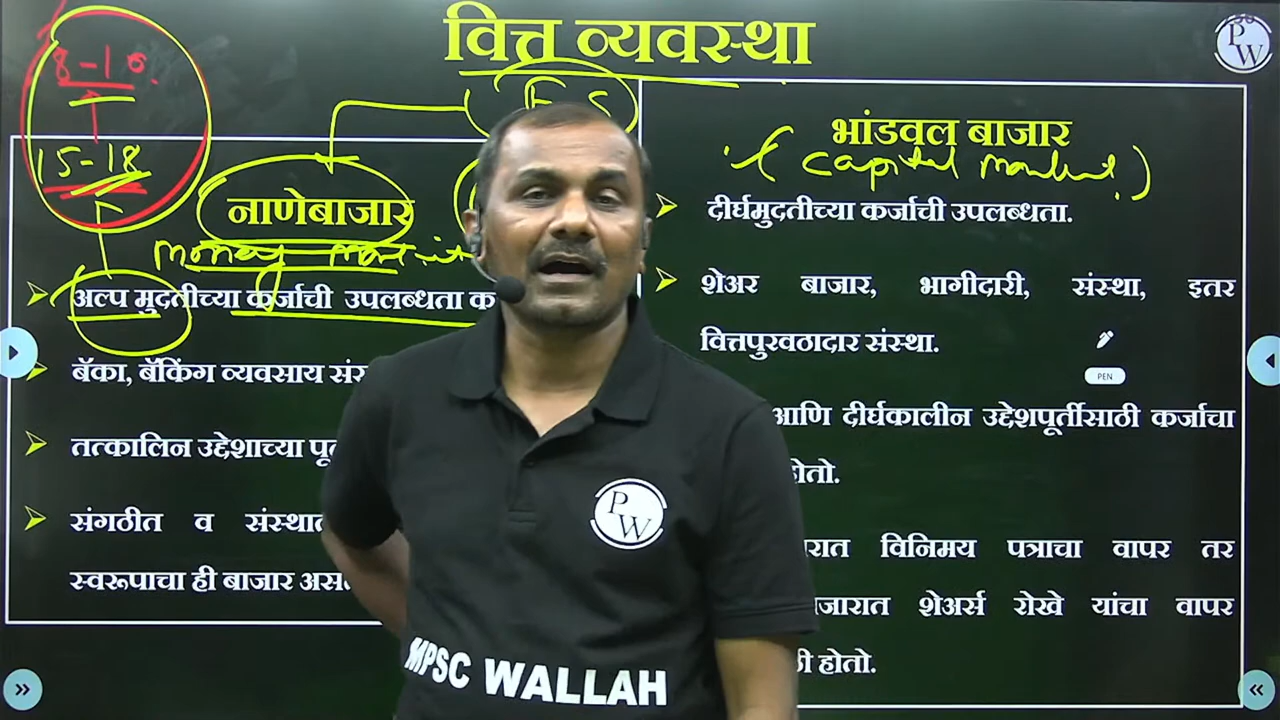 वित्त व्यवस्था
PW
8-10.
15-18
F S
नाणेबाजार
money
अल्प मुदतीच्या कर्जाची उपलब्धता
बॅका, बॅकिंग व्यवसाय
तत्कालिन उद्देशाच्या
संगठीत व
स्वरूपाचा ही बाजार
भांडवल बाजार
(Capital Market.)
दीर्घमुदतीच्या कर्जाची उपलब्धता.
शेअर बाजार, भागीदारी, संस्था, इतर
वित्तपुरवठादार संस्था.
PEN
आणि दीर्घकालीन उद्देशपूर्तीसाठी कर्जाचा
होतो.
विनिमय पत्राचा वापर तर
शेअर्स रोखे यांचा वापर
होतो.
PW
MPSC WALLAH